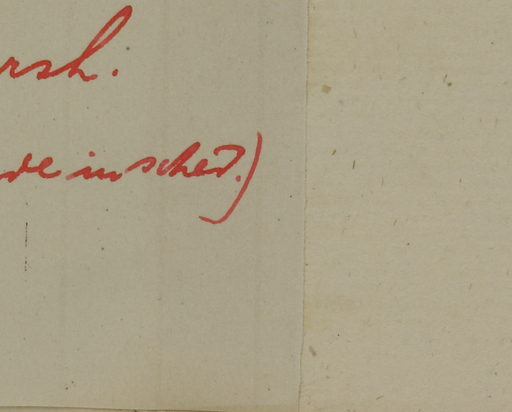 rsh.
de in sched.)